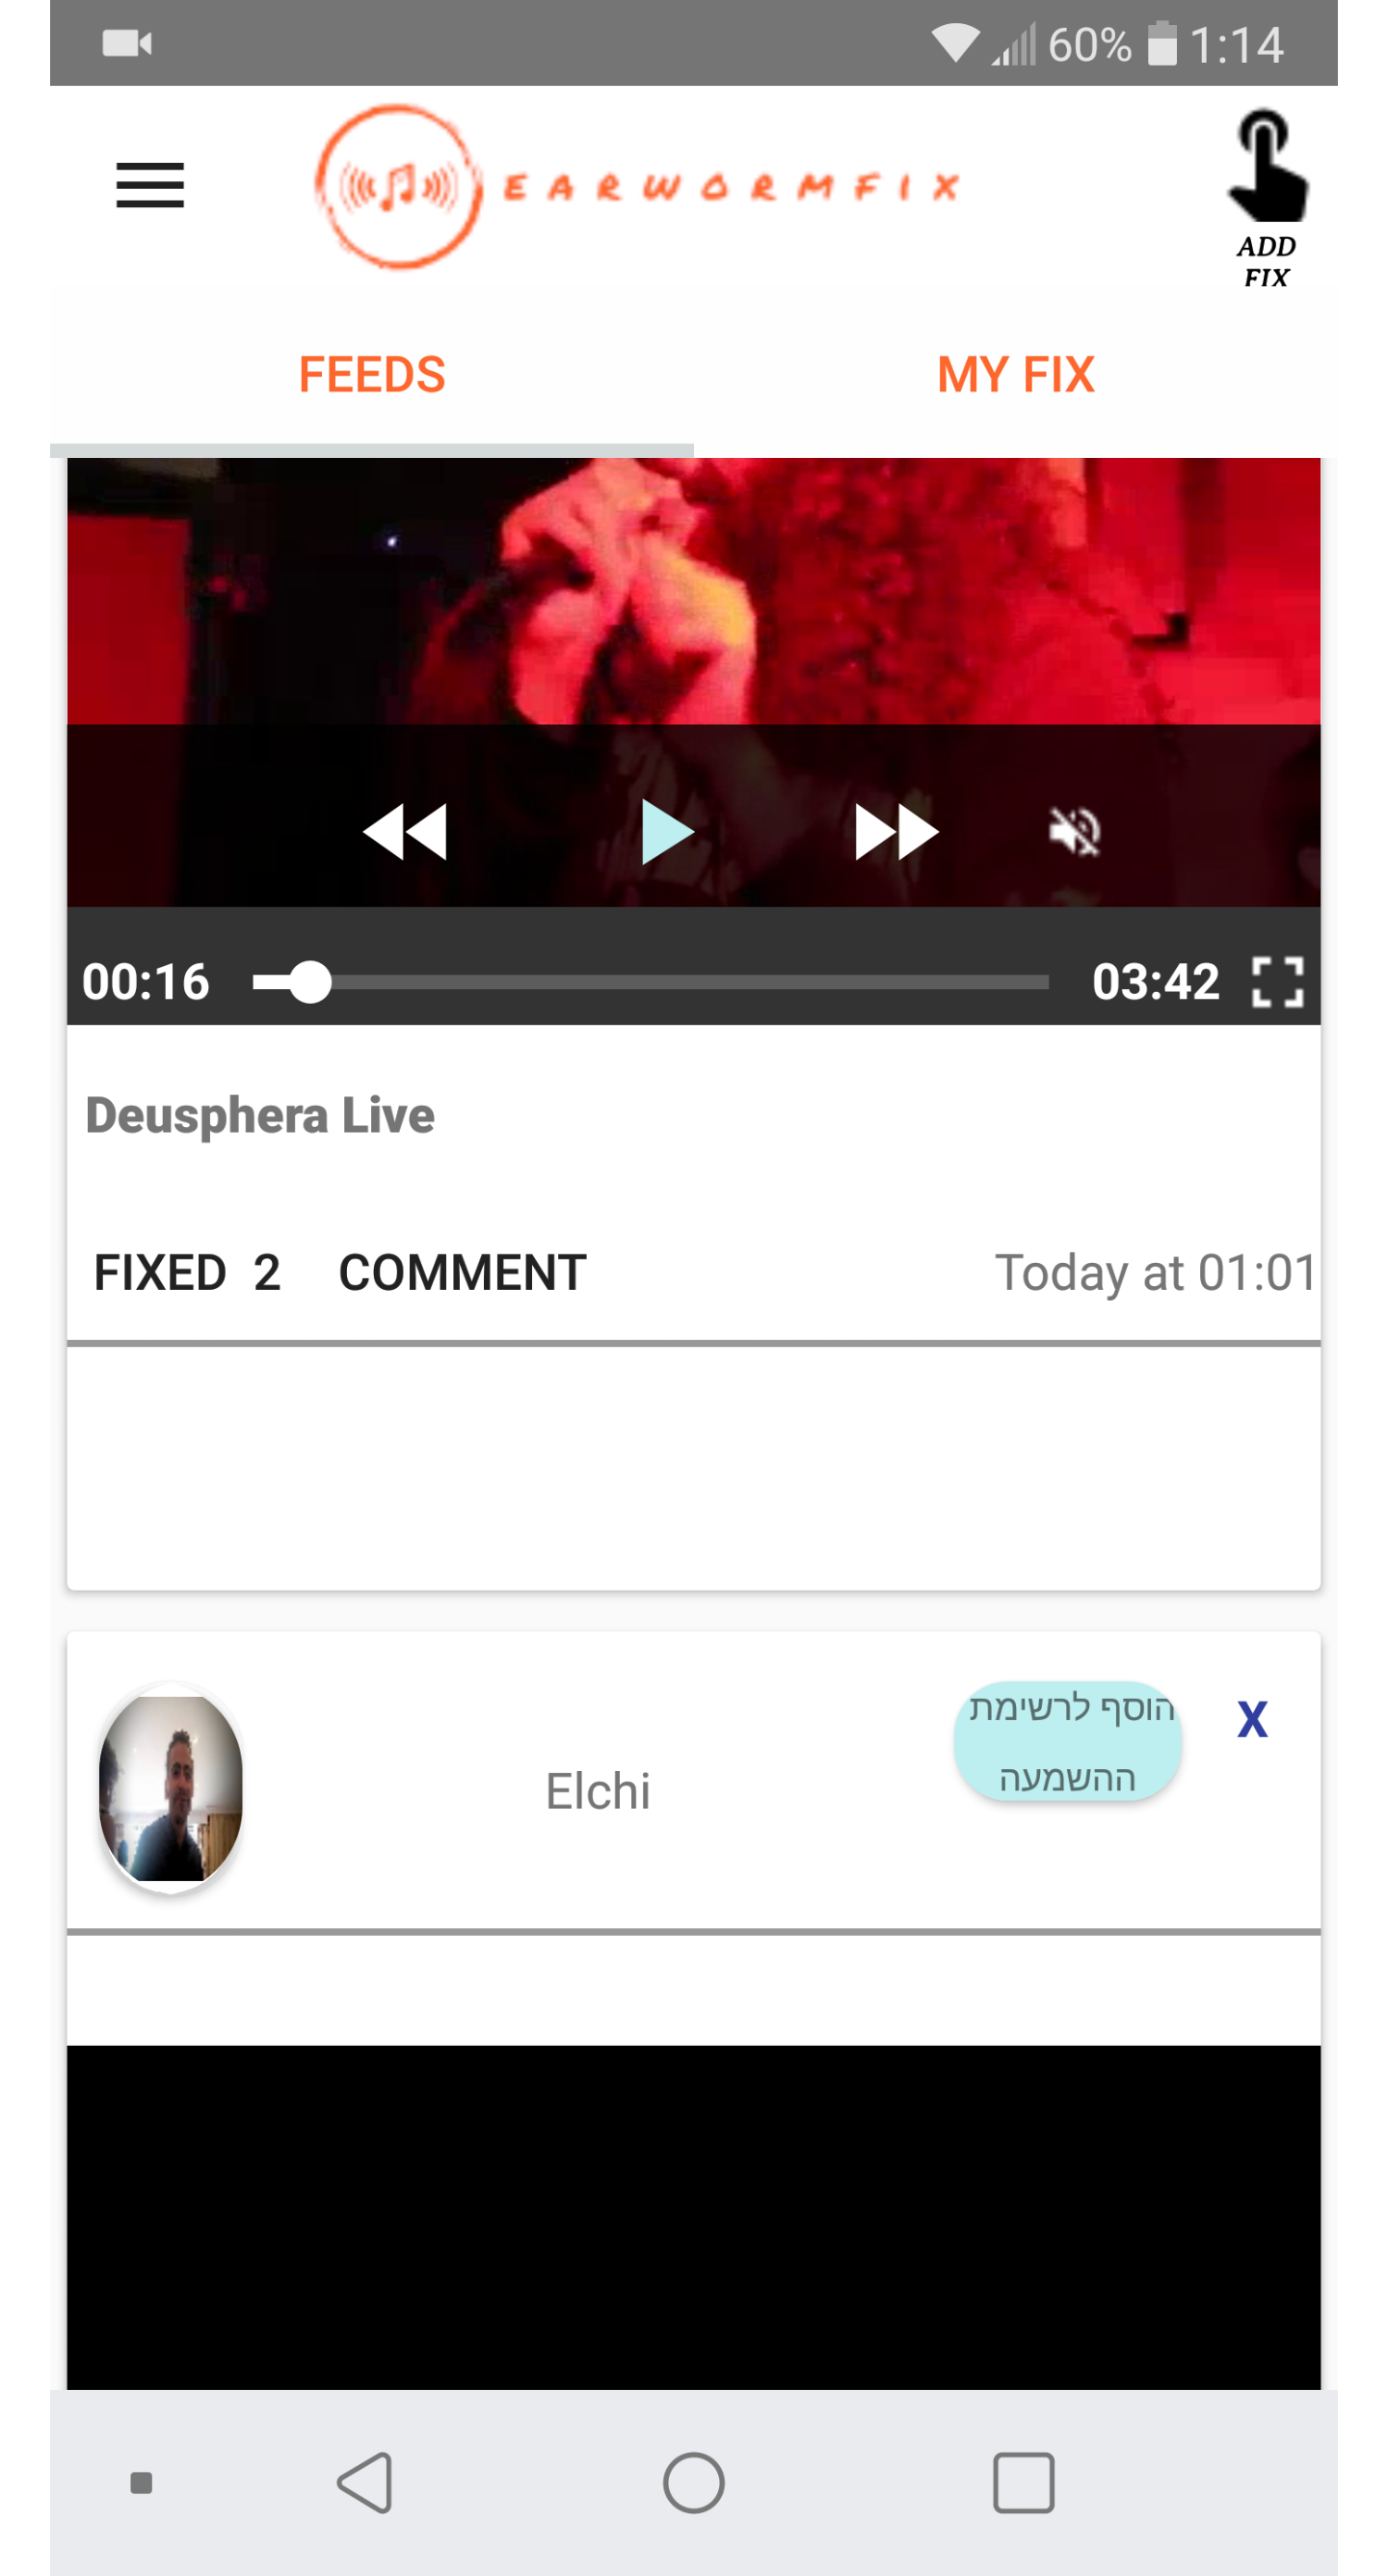 60% 1:14
EARWORMFIX
ADD
FIX
FEEDS
MY FIX
00:16
03:42
Deusphera Live
FIXED 2 COMMENT
Today at 01:01
הוסף לרשימת
ההשמעה
X
Elchi